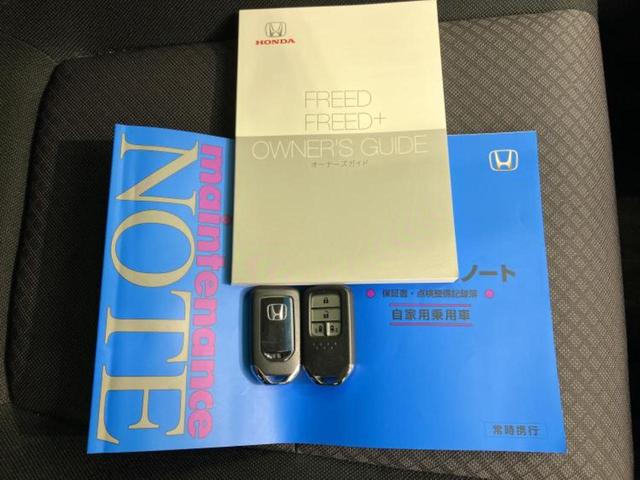 HONDA
FREED
FREED+
OWNER'S GUIDE
オーナーズガイド
maintenance
NOTE
ノート
保証書・点検整備記録簿
自家用乗用車
常時携行